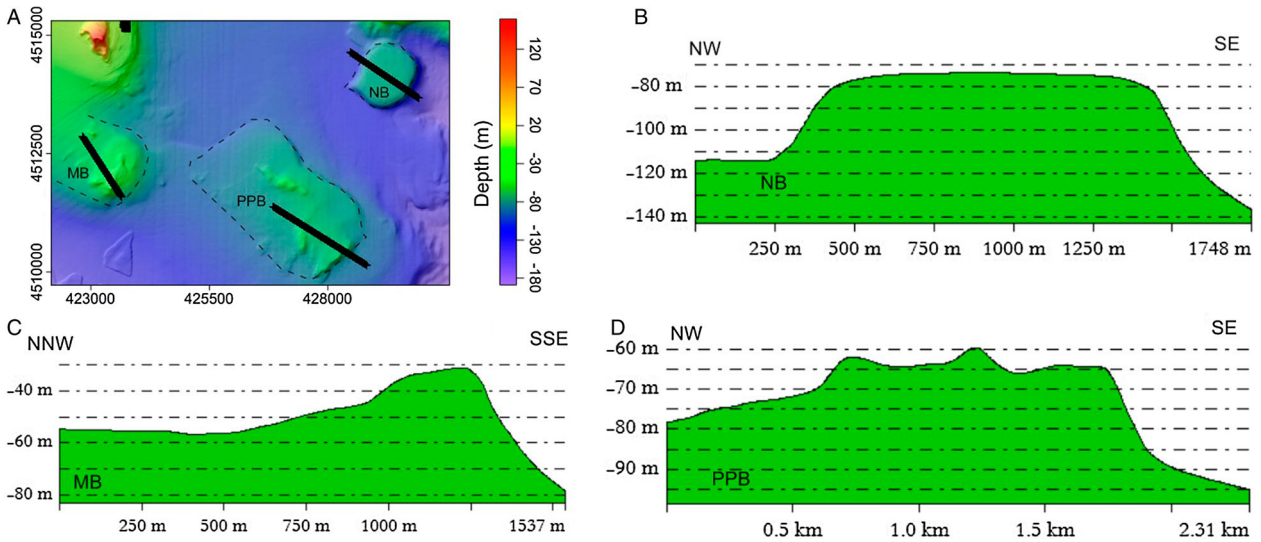 A
4515000
4512500
4510000
423000
425500
428000
NB
MB
PPB
Depth (m)
120
70
20
-30
-80
-130
-180
B
NW
SE
-80 m
-100 m
-120 m
-140 m
NB
250 m
500 m
750 m
1000 m
1250 m
1748 m
C
NNW
SSE
-40 m
-60 m
-80 m
MB
250 m
500 m
750 m
1000 m
1537 m
D
NW
SE
-60 m
-70 m
-80 m
-90 m
PPB
0.5 km
1.0 km
1.5 km
2.31 km